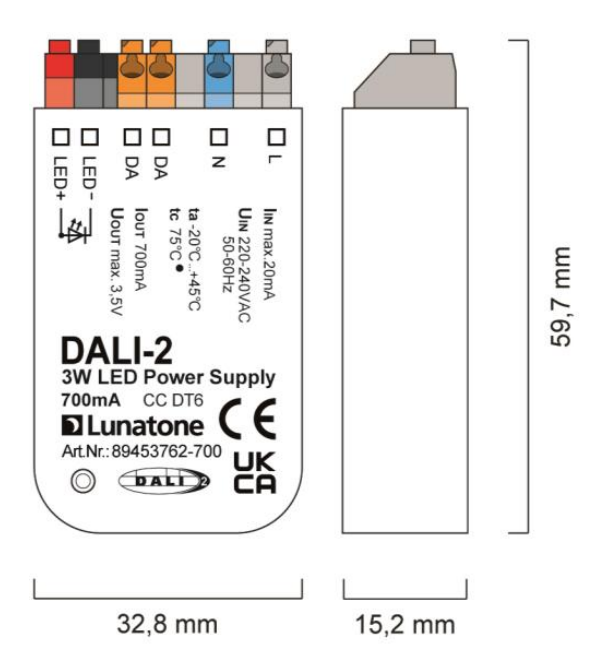 LED+
LED-
DA
DA
N
L
UOUT max. 3,5V
IOUT 700mA
tc 75°C
ta -20°C...+45°C
50-60Hz
UIN 220-240VAC
IIN max.20mA
DALI-2
3W LED Power Supply
700mA CC DT6
Lunatone
CE
Art.Nr.: 89453762-700
UK
CA
DALI 2
59,7 mm
32,8 mm
15,2 mm